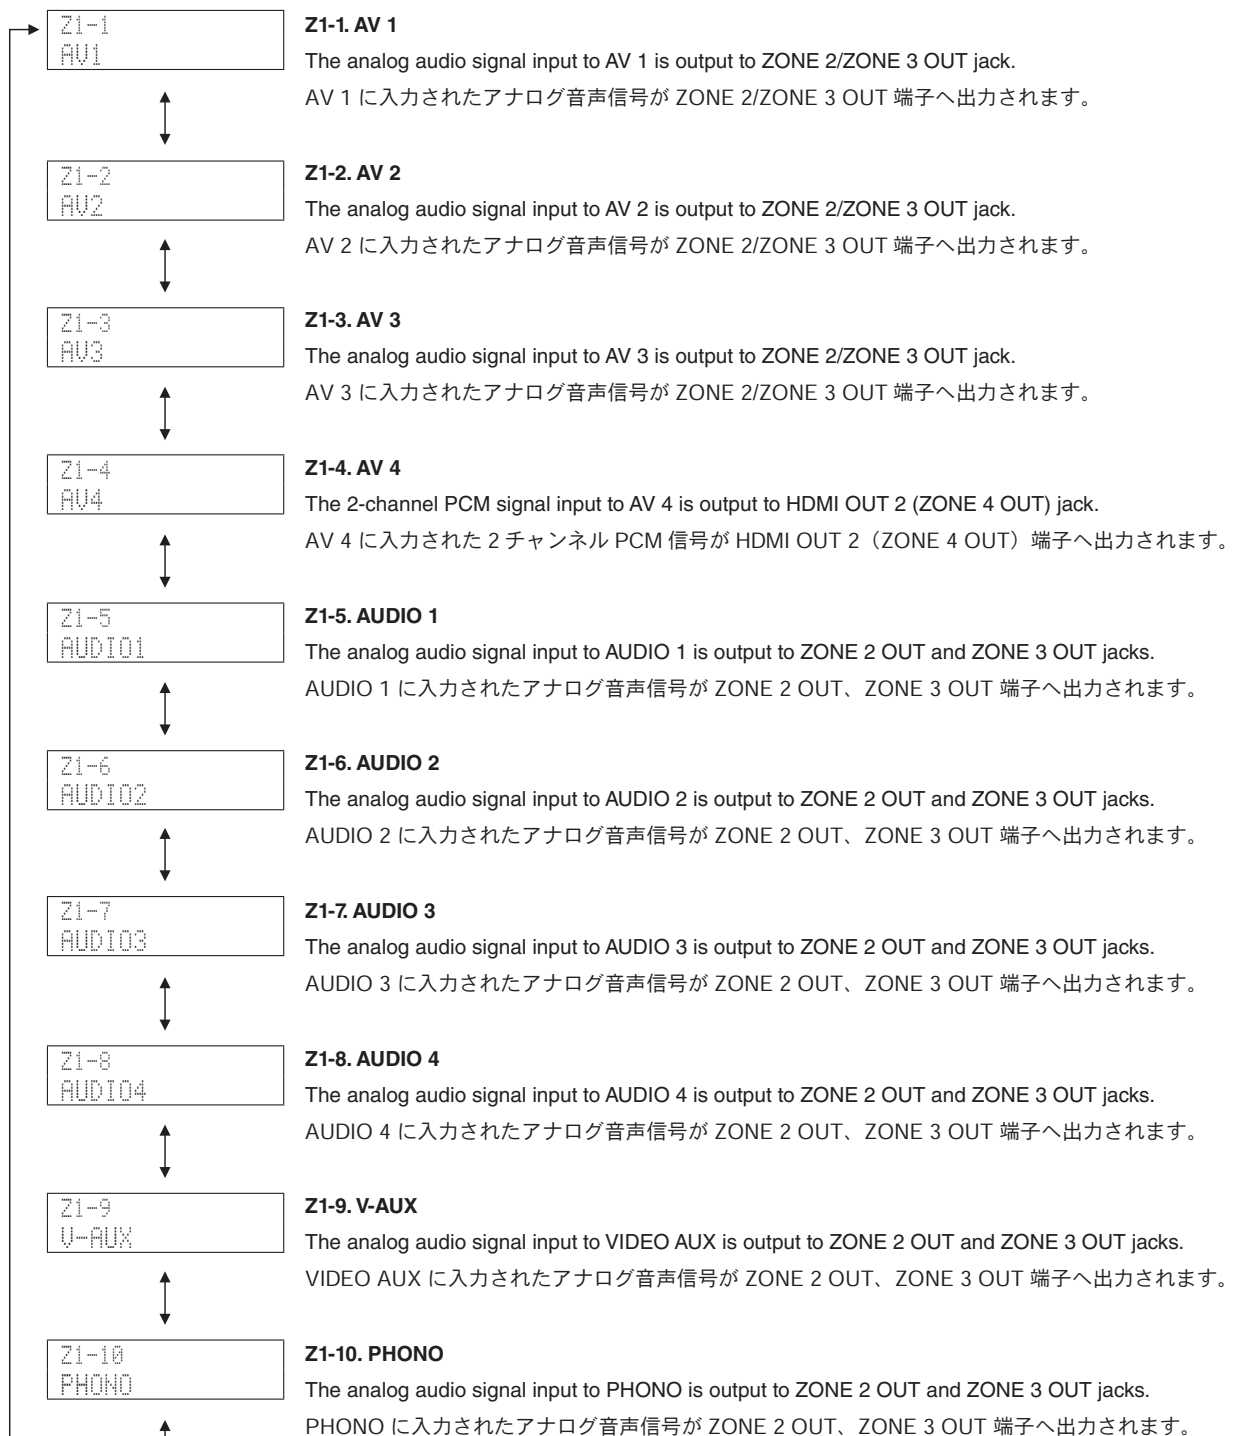 Z1-1
AV1
Z1-1. AV 1
The analog audio signal input to AV 1 is output to ZONE 2/ZONE 3 OUT jack.
AV 1 に入力されたアナログ音声信号が ZONE 2/ZONE 3 OUT 端子へ出力されます。
Z1-2
AV2
Z1-2. AV 2
The analog audio signal input to AV 2 is output to ZONE 2/ZONE 3 OUT jack.
AV 2 に入力されたアナログ音声信号が ZONE 2/ZONE 3 OUT 端子へ出力されます。
Z1-3
AV3
Z1-3. AV 3
The analog audio signal input to AV 3 is output to ZONE 2/ZONE 3 OUT jack.
AV 3 に入力されたアナログ音声信号が ZONE 2/ZONE 3 OUT 端子へ出力されます。
Z1-4
AV4
Z1-4. AV 4
The 2-channel PCM signal input to AV 4 is output to HDMI OUT 2 (ZONE 4 OUT) jack.
AV 4 に入力された 2 チャンネル PCM 信号が HDMI OUT 2（ZONE 4 OUT）端子へ出力されます。
Z1-5
AUDIO1
Z1-5. AUDIO 1
The analog audio signal input to AUDIO 1 is output to ZONE 2 OUT and ZONE 3 OUT jacks.
AUDIO 1 に入力されたアナログ音声信号が ZONE 2 OUT、ZONE 3 OUT 端子へ出力されます。
Z1-6
AUDIO2
Z1-6. AUDIO 2
The analog audio signal input to AUDIO 2 is output to ZONE 2 OUT and ZONE 3 OUT jacks.
AUDIO 2 に入力されたアナログ音声信号が ZONE 2 OUT、ZONE 3 OUT 端子へ出力されます。
Z1-7
AUDIO3
Z1-7. AUDIO 3
The analog audio signal input to AUDIO 3 is output to ZONE 2 OUT and ZONE 3 OUT jacks.
AUDIO 3 に入力されたアナログ音声信号が ZONE 2 OUT、ZONE 3 OUT 端子へ出力されます。
Z1-8
AUDIO4
Z1-8. AUDIO 4
The analog audio signal input to AUDIO 4 is output to ZONE 2 OUT and ZONE 3 OUT jacks.
AUDIO 4 に入力されたアナログ音声信号が ZONE 2 OUT、ZONE 3 OUT 端子へ出力されます。
Z1-9
V-AUX
Z1-9. V-AUX
The analog audio signal input to VIDEO AUX is output to ZONE 2 OUT and ZONE 3 OUT jacks.
VIDEO AUX に入力されたアナログ音声信号が ZONE 2 OUT、ZONE 3 OUT 端子へ出力されます。
Z1-10
PHONO
Z1-10. PHONO
The analog audio signal input to PHONO is output to ZONE 2 OUT and ZONE 3 OUT jacks.
PHONO に入力されたアナログ音声信号が ZONE 2 OUT、ZONE 3 OUT 端子へ出力されます。